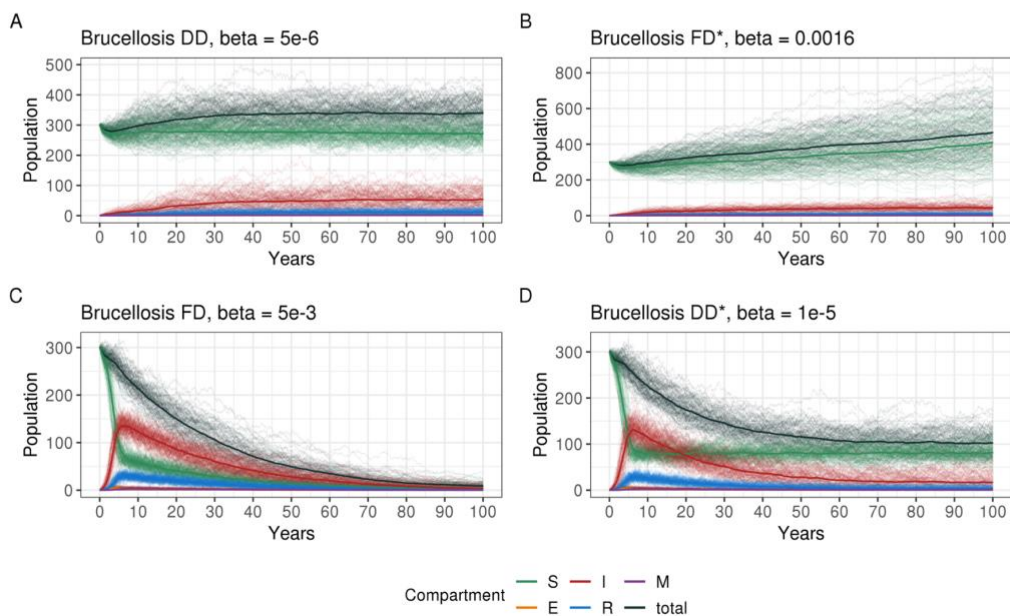 A
Brucellosis DD, beta = 5e-6
500
400
300
200
100
0
Population
0 10 20 30 40 50 60 70 80 90 100
Years
B
Brucellosis FD*, beta = 0.0016
800
600
400
200
0
Population
0 10 20 30 40 50 60 70 80 90 100
Years
C
Brucellosis FD, beta = 5e-3
300
200
100
0
Population
0 10 20 30 40 50 60 70 80 90 100
Years
D
Brucellosis DD*, beta = 1e-5
300
200
100
0
Population
0 10 20 30 40 50 60 70 80 90 100
Years
Compartment
S I M
E R total